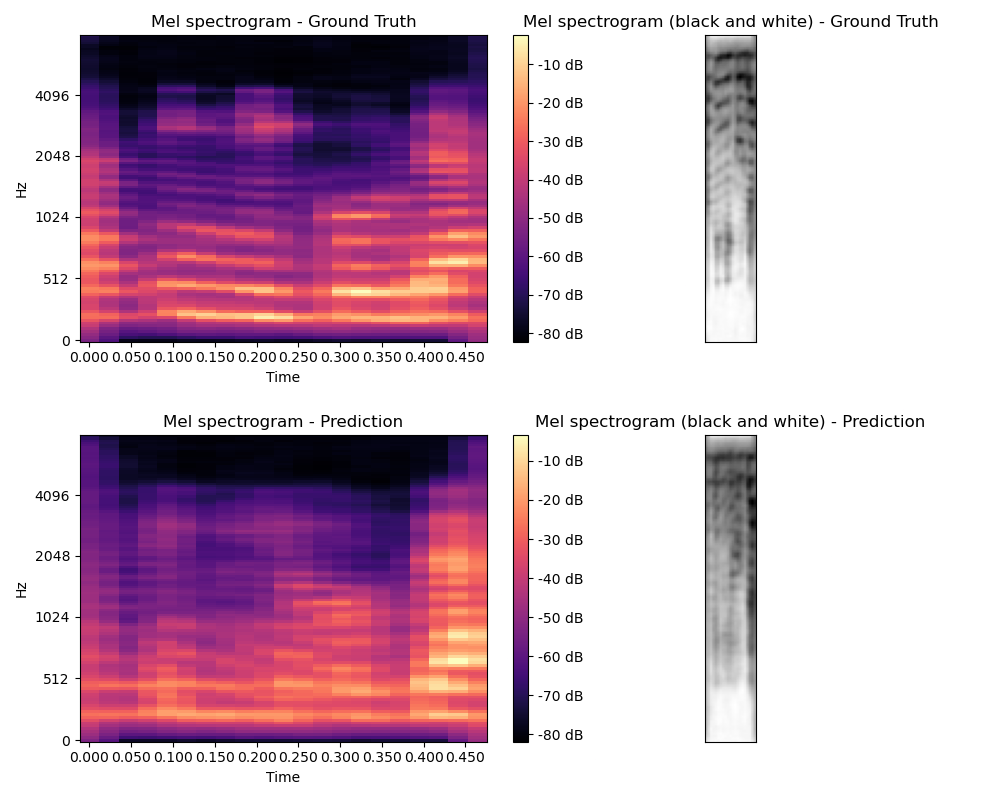 Mel spectrogram - Ground Truth
Mel spectrogram (black and white) - Ground Truth
4096
2048
1024
512
0
Hz
0.000 0.050 0.100 0.150 0.200 0.250 0.300 0.350 0.400 0.450
Time
-10 dB
-20 dB
-30 dB
-40 dB
-50 dB
-60 dB
-70 dB
-80 dB
Mel spectrogram - Prediction
Mel spectrogram (black and white) - Prediction
4096
2048
1024
512
0
Hz
0.000 0.050 0.100 0.150 0.200 0.250 0.300 0.350 0.400 0.450
Time
-10 dB
-20 dB
-30 dB
-40 dB
-50 dB
-60 dB
-70 dB
-80 dB